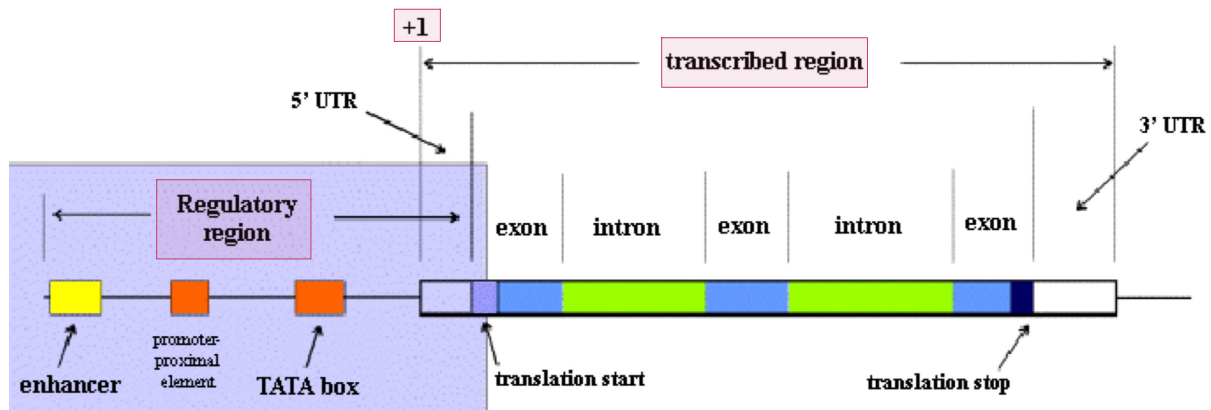 +1
transcribed region
5’ UTR
3’ UTR
Regulatory
region
exon
intron
exon
intron
exon
promoter-
proximal
element
enhancer
TATA box
translation start
translation stop